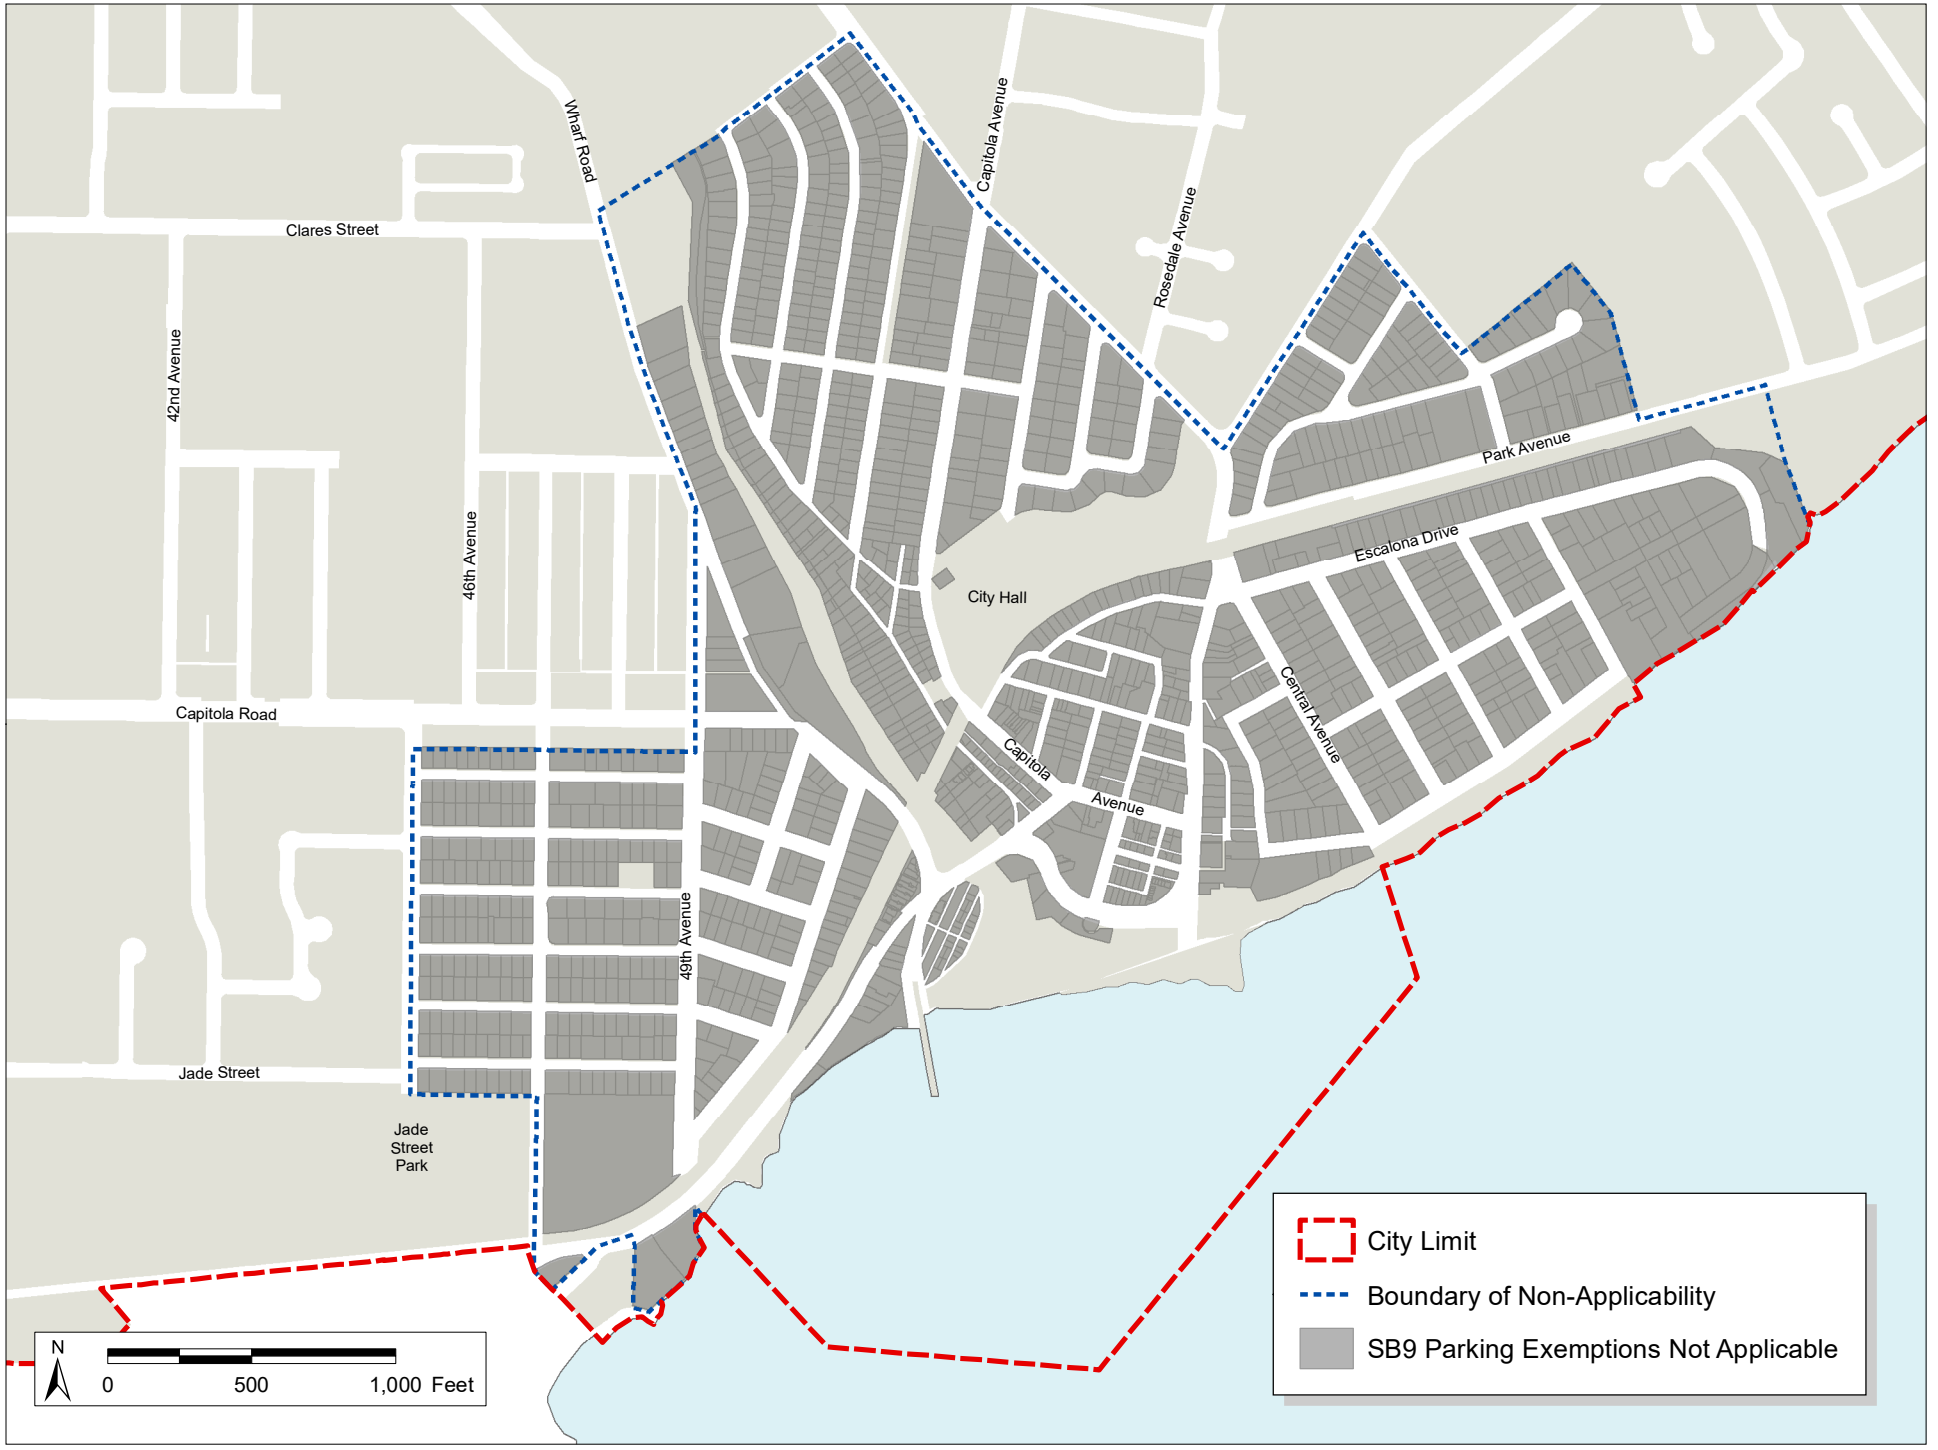 Wharf Road
Capitola Avenue
Rosedale Avenue
Clares Street
42nd Avenue
Park Avenue
46th Avenue
Escalona Drive
City Hall
Capitola Road
Central Avenue
Capitola
Avenue
49th Avenue
Jade Street
Jade
Street
Park
City Limit
Boundary of Non-Applicability
SB9 Parking Exemptions Not Applicable
N
0 500 1,000 Feet